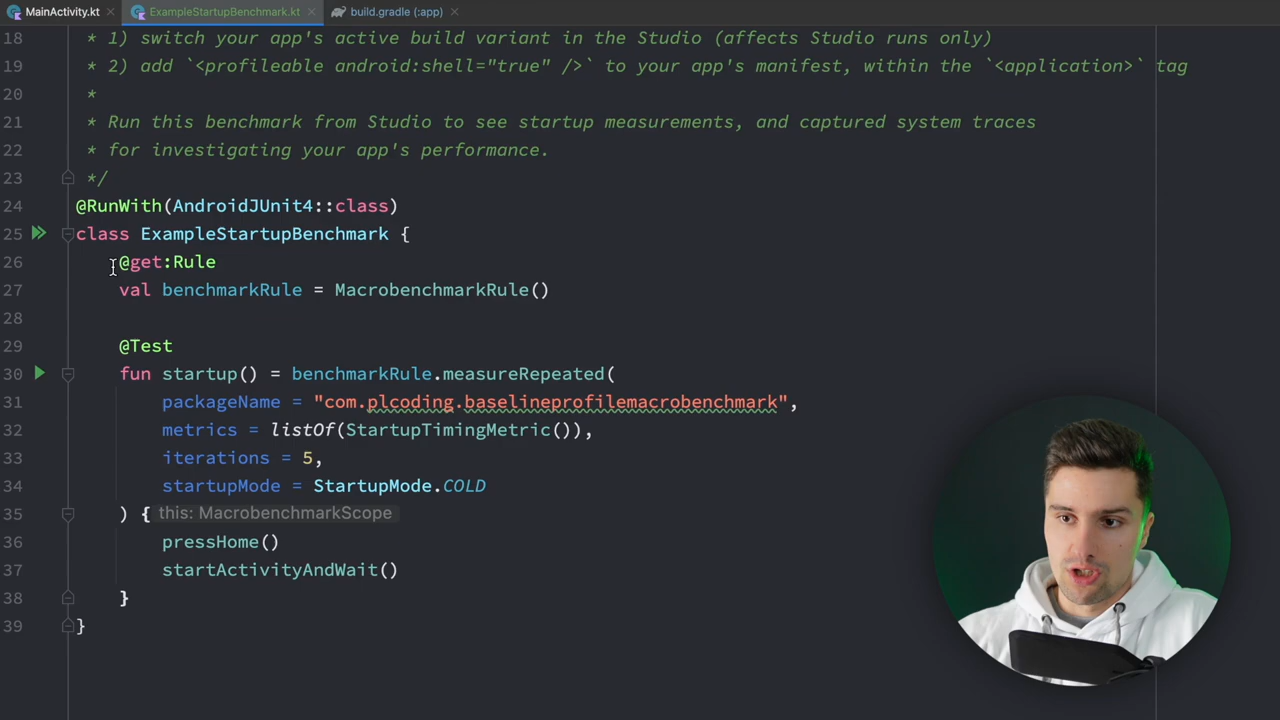 MainActivity.kt
ExampleStartupBenchmark.kt
build.gradle (:app)
18 * 1) switch your app's active build variant in the Studio (affects Studio runs only)
19 * 2) add `<profileable android:shell="true" />` to your app's manifest, within the `<application>` tag
20 *
21 * Run this benchmark from Studio to see startup measurements, and captured system traces
22 * for investigating your app's performance.
23 */
24 @RunWith(AndroidJUnit4::class)
25 class ExampleStartupBenchmark {
26 @get:Rule
27 val benchmarkRule = MacrobenchmarkRule()
28
29 @Test
30 fun startup() = benchmarkRule.measureRepeated(
31 packageName = "com.plcoding.baselineprofilemacrobenchmark",
32 metrics = listOf(StartupTimingMetric()),
33 iterations = 5,
34 startupMode = StartupMode.COLD
35 ) { this: MacrobenchmarkScope
36 pressHome()
37 startActivityAndWait()
38 }
39 }